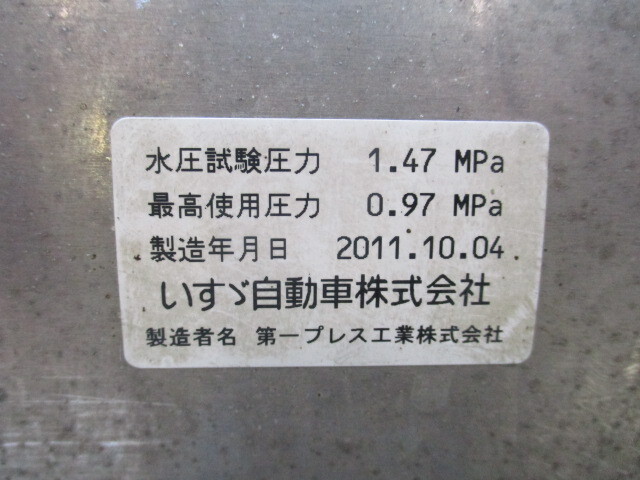 水圧試験圧力 1.47 MPa
最高使用圧力 0.97 MPa
製造年月日 2011.10.04
いすゞ自動車株式会社
製造者名 第一プレス工業株式会社